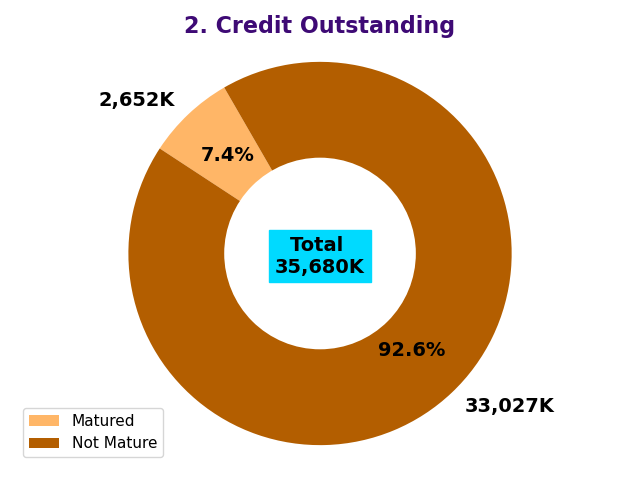 2. Credit Outstanding
2,652K
7.4%
Total
35,680K
92.6%
33,027K
Matured
Not Mature